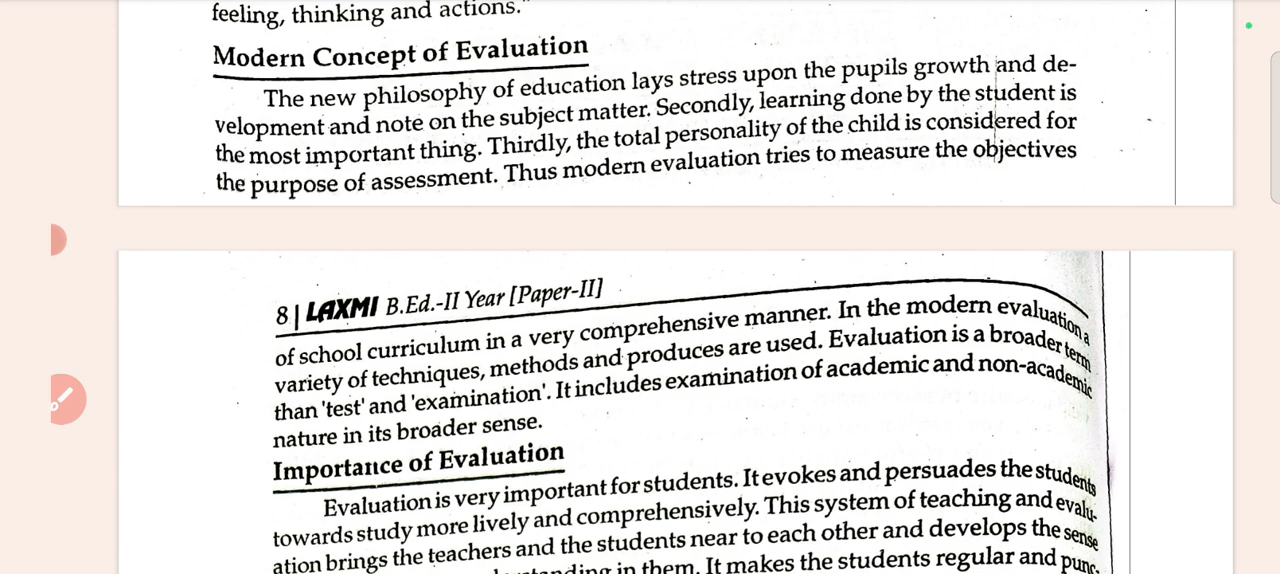 feeling, thinking and actions."
Modern Concept of Evaluation
The new philosophy of education lays stress upon the pupils growth and de-
velopment and note on the subject matter. Secondly, learning done by the student is
the most important thing. Thirdly, the total personality of the child is considered for
the purpose of assessment. Thus modern evaluation tries to measure the objectives
8 | LAXMI B.Ed.-II Year [Paper-II]
of school curriculum in a very comprehensive manner. In the modern evaluation a
variety of techniques, methods and produces are used. Evaluation is a broader term
than 'test' and 'examination'. It includes examination of academic and non-academic
nature in its broader sense.
Importance of Evaluation
Evaluation is very important for students. It evokes and persuades the students
towards study more lively and comprehensively. This system of teaching and evalu-
ation brings the teachers and the students near to each other and develops the sense
in them. It makes the students regular and punc-